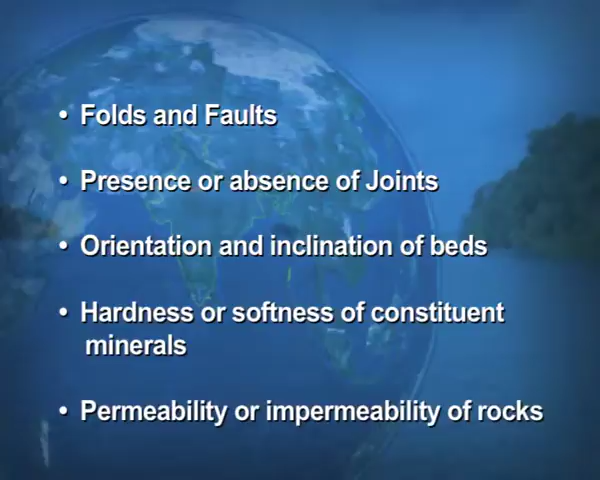 • Folds and Faults
• Presence or absence of Joints
• Orientation and inclination of beds
• Hardness or softness of constituent
minerals
• Permeability or impermeability of rocks